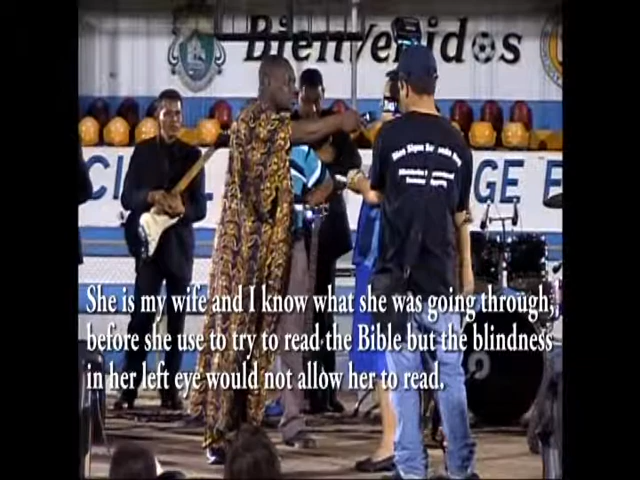 Bienvenidos
She is my wife and I know what she was going through,
before she use to try to read the Bible but the blindness
in her left eye would not allow her to read,